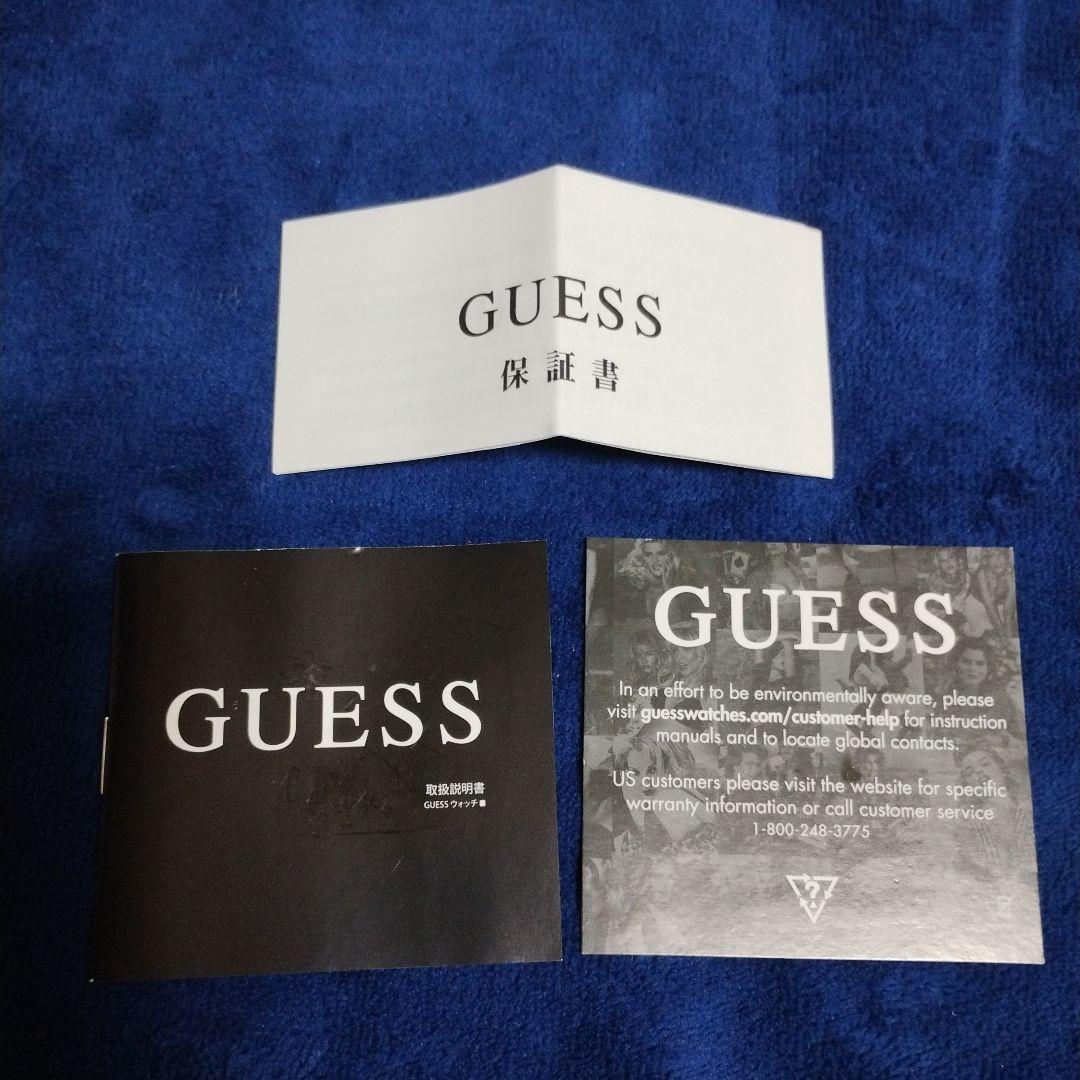 GUESS
保証書
GUESS
取扱説明書
GUESS ウォッチ■
GUESS
In an effort to be environmentally aware, please
visit guesswatches.com/customer-help for instruction
manuals and to locate global contacts.
US customers please visit the website for specific
warranty information or call customer service
1-800-248-3775
?